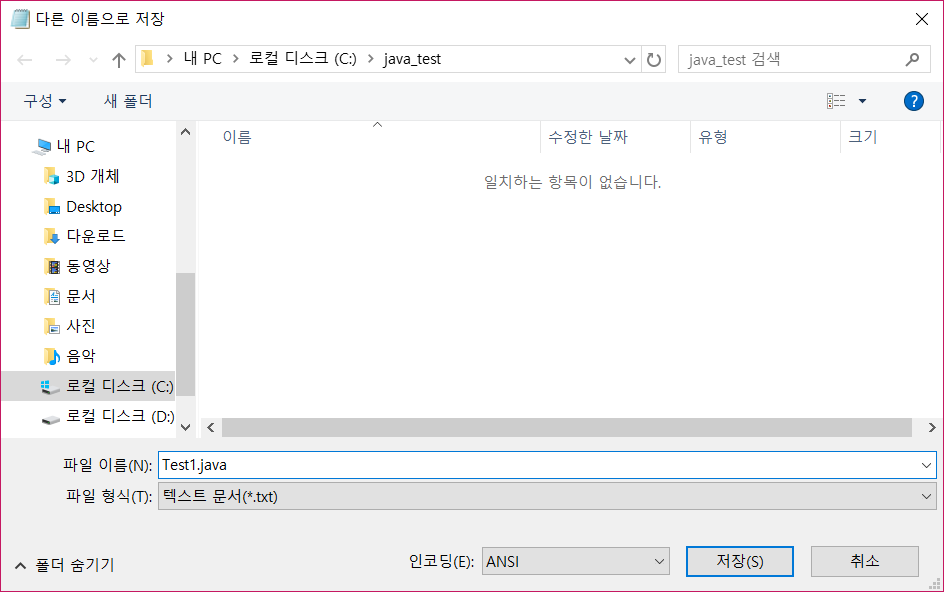 다른 이름으로 저장
내 PC > 로컬 디스크 (C:) > java_test
java_test 검색
구성
새 폴더
?
이름
수정한 날짜
유형
크기
일치하는 항목이 없습니다.
내 PC
3D 개체
Desktop
다운로드
동영상
문서
사진
음악
로컬 디스크 (C:)
로컬 디스크 (D:)
파일 이름(N): Test1.java
파일 형식(T): 텍스트 문서(*.txt)
폴더 숨기기
인코딩(E): ANSI
저장(S)
취소